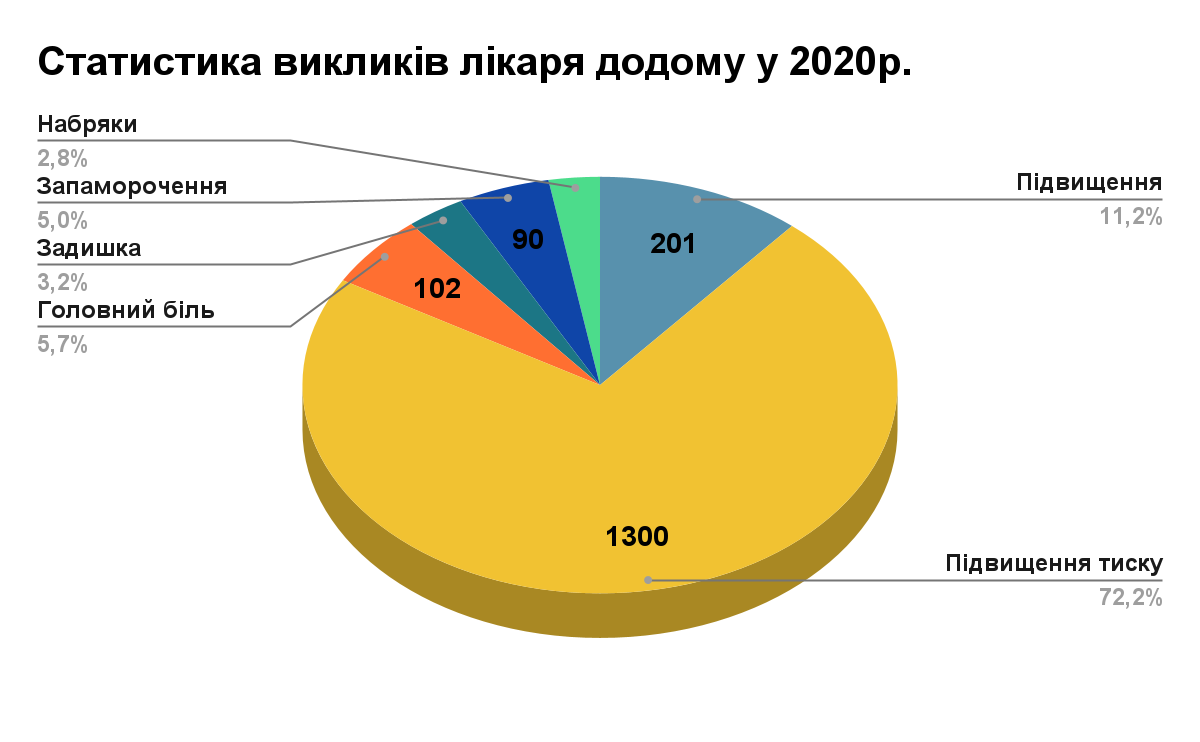 Статистика викликів лікаря додому у 2020р.
Набряки
2,8%
Запаморочення
5,0%
Задишка
3,2%
Головний біль
5,7%
Підвищення
11,2%
201
90
102
1300
Підвищення тиску
72,2%